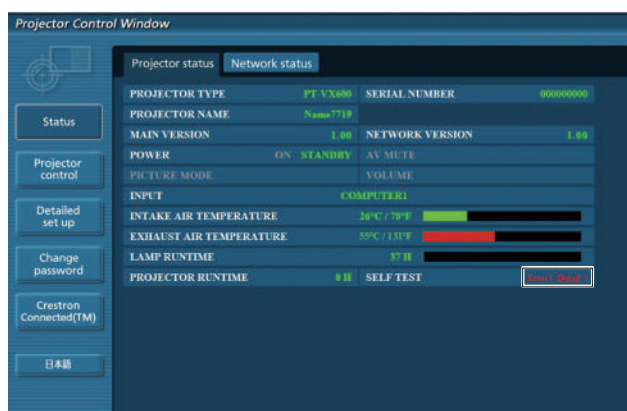 Projector Control Window
Projector status Network status
Status
Projector control
Detailed set up
Change password
Crestron Connected(TM)
日本語
PROJECTOR TYPE PT-VX600 SERIAL NUMBER 000000000
PROJECTOR NAME Name7719
MAIN VERSION 1.00 NETWORK VERSION 1.00
POWER ON STANDBY AV MUTE
PICTURE MODE VOLUME
INPUT COMPUTER1
INTAKE AIR TEMPERATURE 26°C / 78°F
EXHAUST AIR TEMPERATURE 55°C / 131°F
LAMP RUNTIME 37 H
PROJECTOR RUNTIME 0 H SELF TEST Error ( Detail )